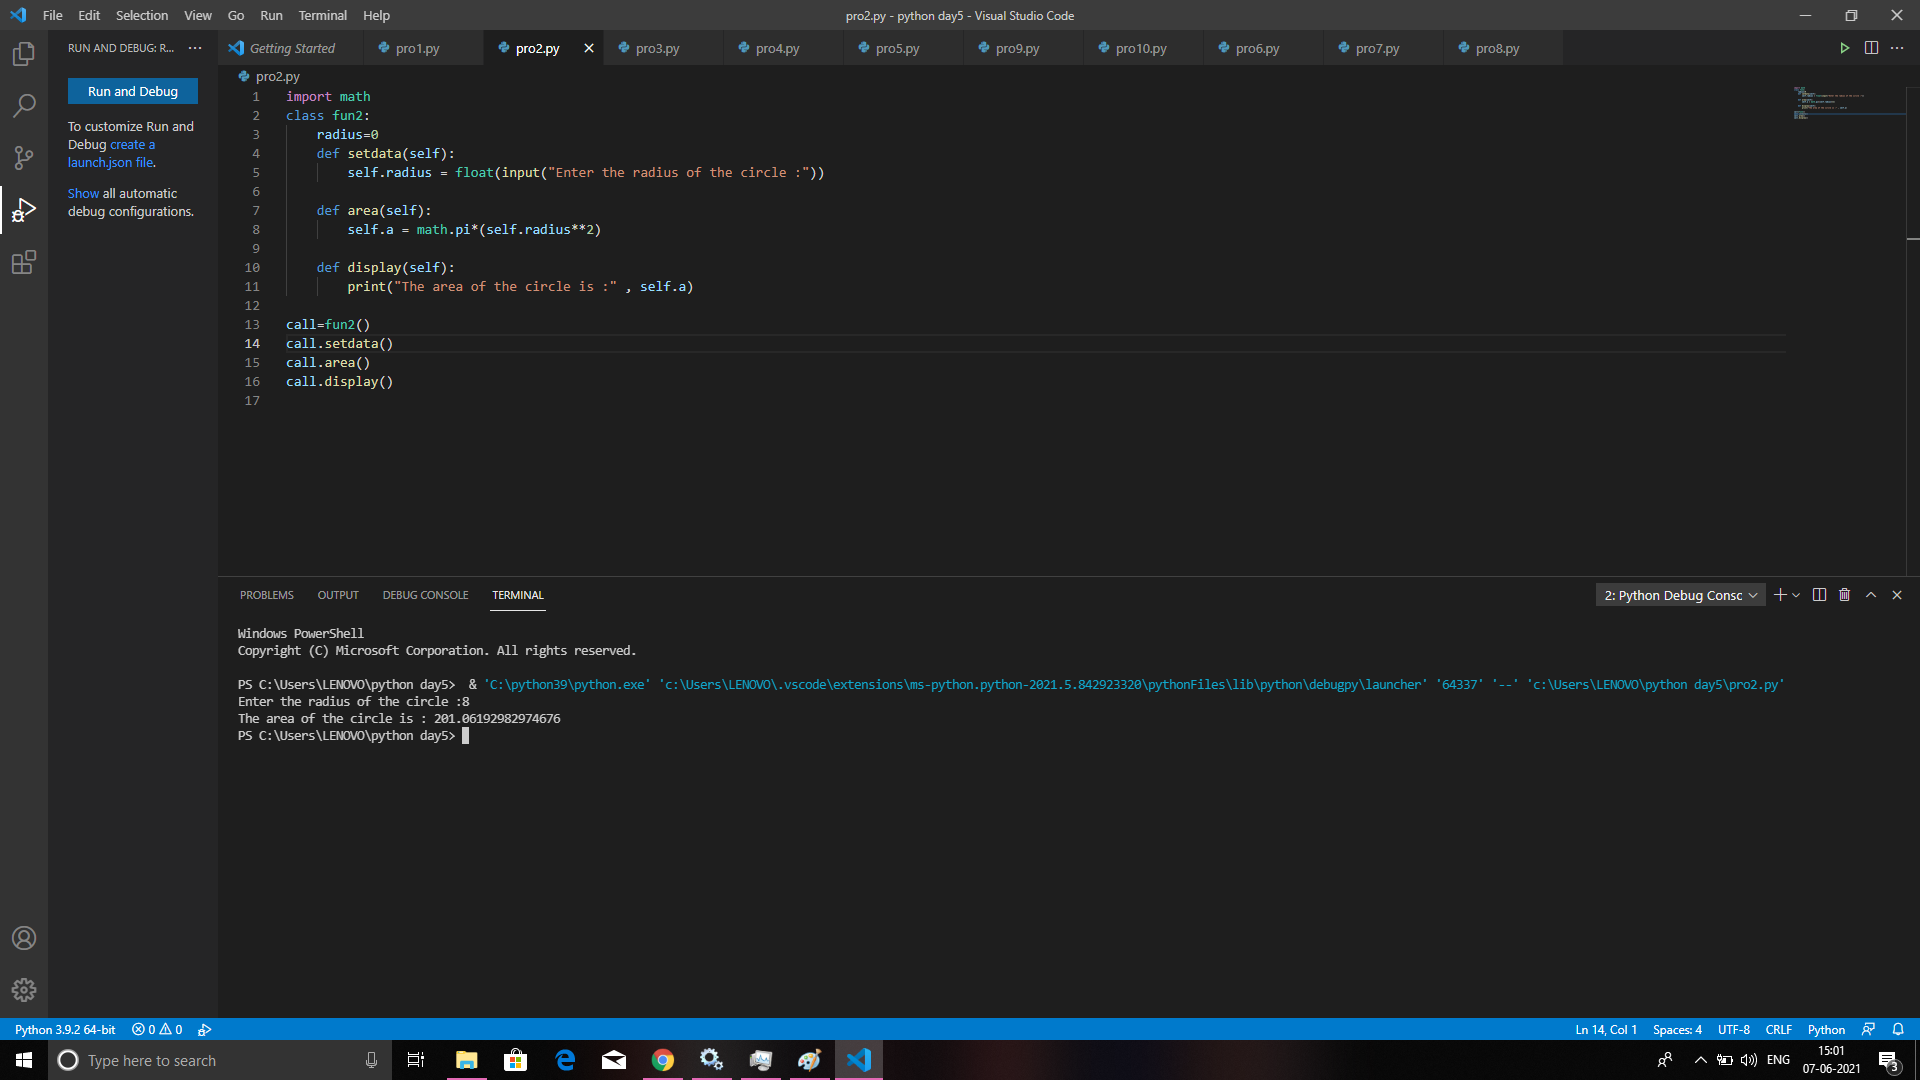 File Edit Selection View Go Run Terminal Help
pro2.py - python day5 - Visual Studio Code
RUN AND DEBUG: R... ···
Getting Started pro1.py pro2.py pro3.py pro4.py pro5.py pro9.py pro10.py pro6.py pro7.py pro8.py
Run and Debug
To customize Run and
Debug create a
launch.json file.
Show all automatic
debug configurations.
pro2.py
1 import math
2 class fun2:
3     radius=0
4     def setdata(self):
5         self.radius = float(input("Enter the radius of the circle :"))
6
7     def area(self):
8         self.a = math.pi*(self.radius**2)
9
10     def display(self):
11         print("The area of the circle is :" , self.a)
12
13 call=fun2()
14 call.setdata()
15 call.area()
16 call.display()
17
PROBLEMS OUTPUT DEBUG CONSOLE TERMINAL
2: Python Debug Consc
Windows PowerShell
Copyright (C) Microsoft Corporation. All rights reserved.
PS C:\Users\LENOVO\python day5>  & 'C:\python39\python.exe' 'c:\Users\LENOVO\.vscode\extensions\ms-python.python-2021.5.842923320\pythonFiles\lib\python\debugpy\launcher' '64337' '--' 'c:\Users\LENOVO\python day5\pro2.py'
Enter the radius of the circle :8
The area of the circle is : 201.06192982974676
PS C:\Users\LENOVO\python day5>
Python 3.9.2 64-bit 0 0
Ln 14, Col 1 Spaces: 4 UTF-8 CRLF Python
Type here to search
ENG
15:01
07-06-2021
3